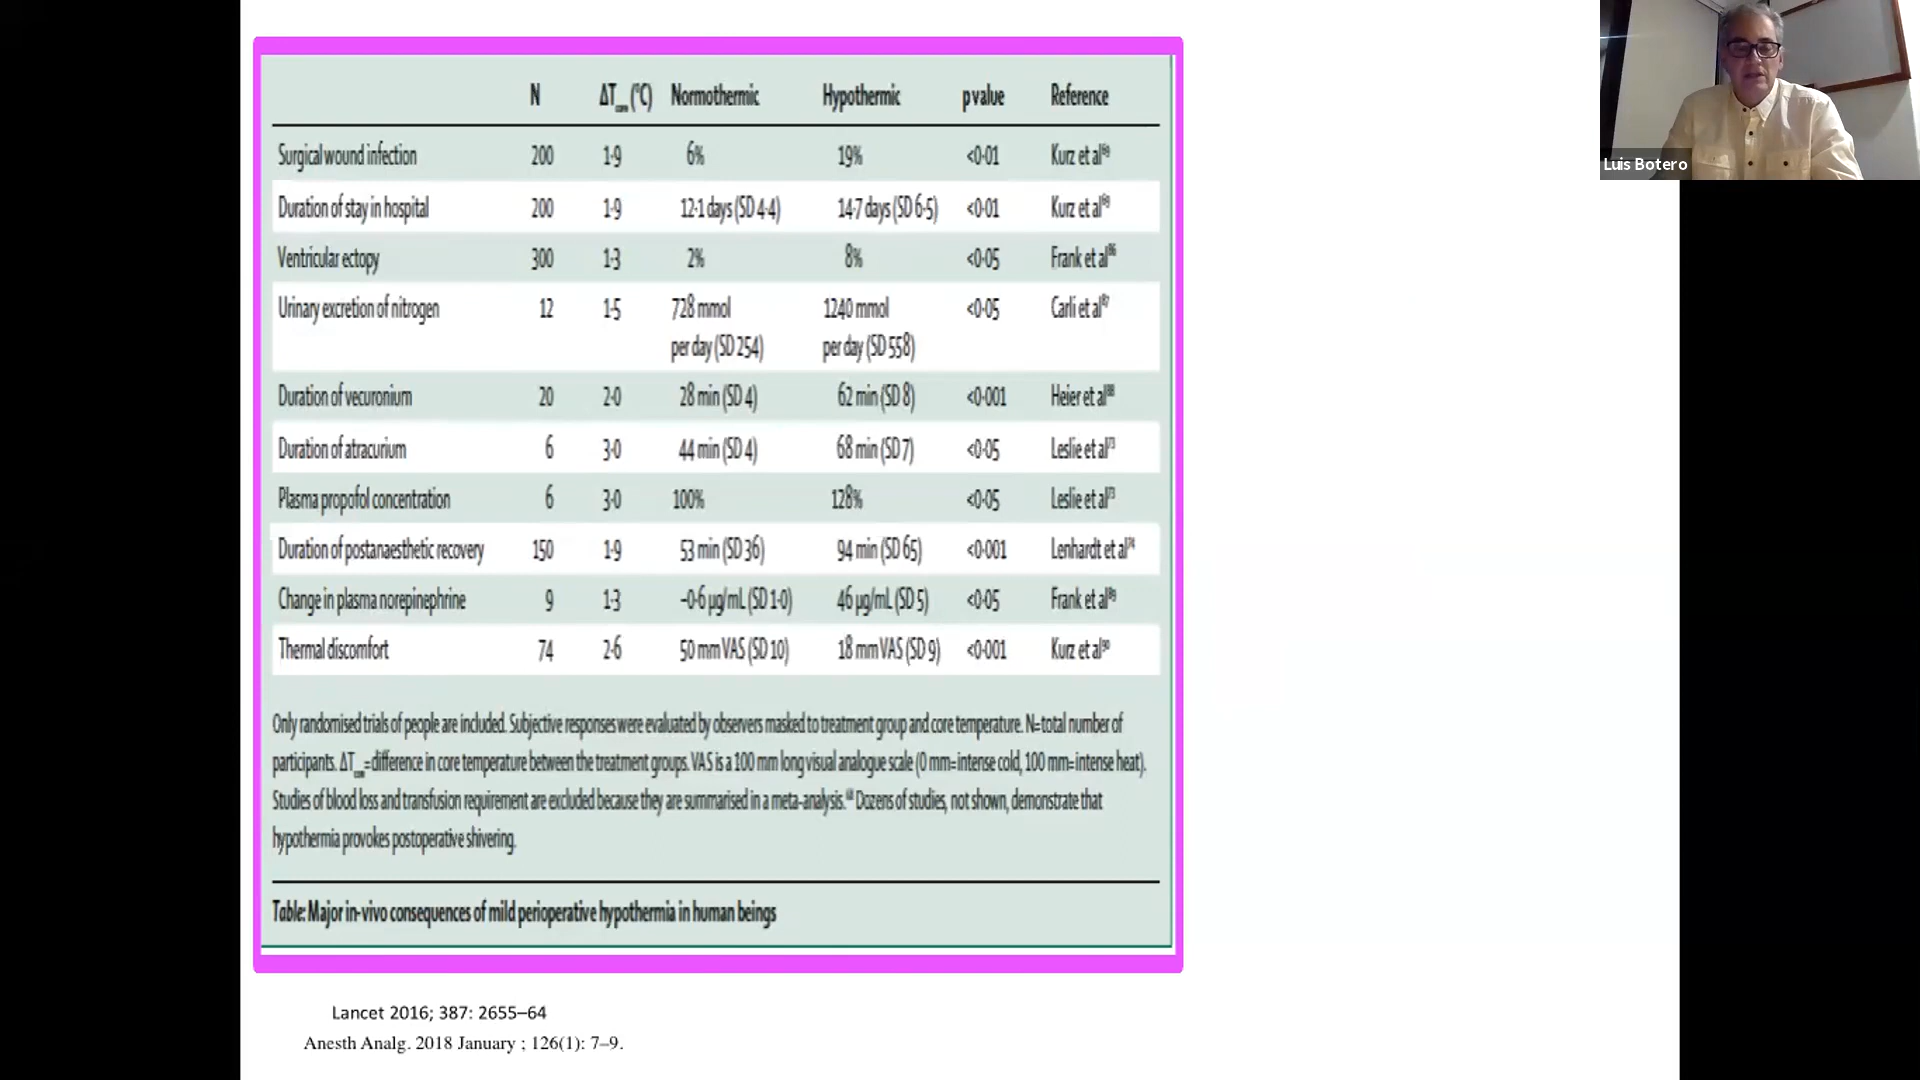 N ΔTcore (°C) Normothermic Hypothermic p value Reference
Surgical wound infection 200 1·9 6% 19% <0·01 Kurz et al
Duration of stay in hospital 200 1·9 12·1 days (SD 4·4) 14·7 days (SD 6·5) <0·01 Kurz et al
Ventricular ectopy 300 1·3 2% 8% <0·05 Frank et al
Urinary excretion of nitrogen 12 1·5 728 mmol 1240 mmol <0·05 Carli et al
per day (SD 254) per day (SD 558)
Duration of vecuronium 20 2·0 28 min (SD 4) 62 min (SD 8) <0·001 Heier et al
Duration of atracurium 6 3·0 44 min (SD 4) 68 min (SD 7) <0·05 Leslie et al
Plasma propofol concentration 6 3·0 100% 128% <0·05 Leslie et al
Duration of postanaesthetic recovery 150 1·9 53 min (SD 36) 94 min (SD 65) <0·001 Lenhardt et al
Change in plasma norepinephrine 9 1·3 –0·6 µg/mL (SD 1·0) 46 µg/mL (SD 5) <0·05 Frank et al
Thermal discomfort 74 2·6 50 mm VAS (SD 10) 18 mm VAS (SD 9) <0·001 Kurz et al
Only randomised trials of people are included. Subjective responses were evaluated by observers masked to treatment group and core temperature. N=total number of
participants. ΔTcore=difference in core temperature between the treatment groups. VAS is a 100 mm long visual analogue scale (0 mm=intense cold, 100 mm=intense heat).
Studies of blood loss and transfusion requirement are excluded because they are summarised in a meta-analysis. Dozens of studies, not shown, demonstrate that
hypothermia provokes postoperative shivering.
Table: Major in-vivo consequences of mild perioperative hypothermia in human beings
Lancet 2016; 387: 2655–64
Anesth Analg. 2018 January ; 126(1): 7–9.
Luis Botero